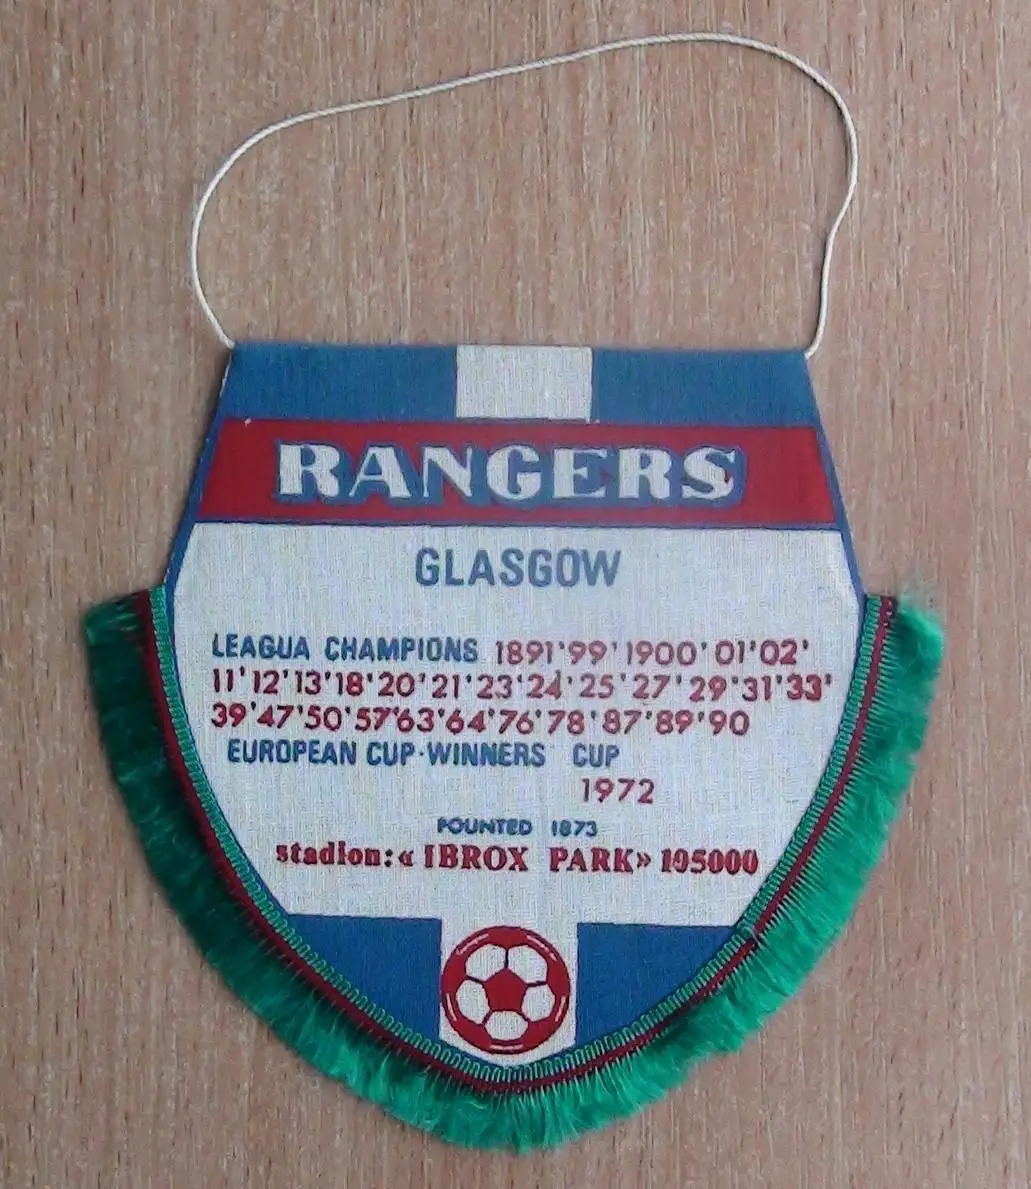 RANGERS
GLASGOW
LEAGUA CHAMPIONS 1891'99'1900'01'02'
11'12'13'18'20'21'23'24'25'27'29'31'33'
39'47'50'57'63'64'76'78'87'89'90
EUROPEAN CUP-WINNERS CUP
1972
FOUNTED 1873
stadion: « IBROX PARK» 105000